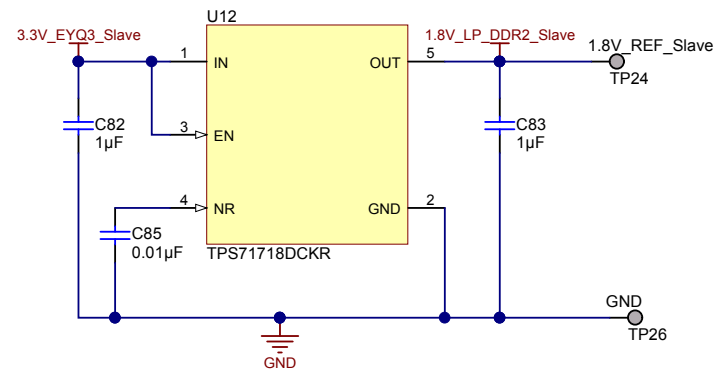 U12
3.3V_EYQ3_Slave
1.8V_LP_DDR2_Slave
1.8V_REF_Slave
1
IN
OUT
5
TP24
C82
1µF
3
EN
C83
1µF
4
NR
GND
2
C85
0.01µF
TPS71718DCKR
GND
TP26
GND